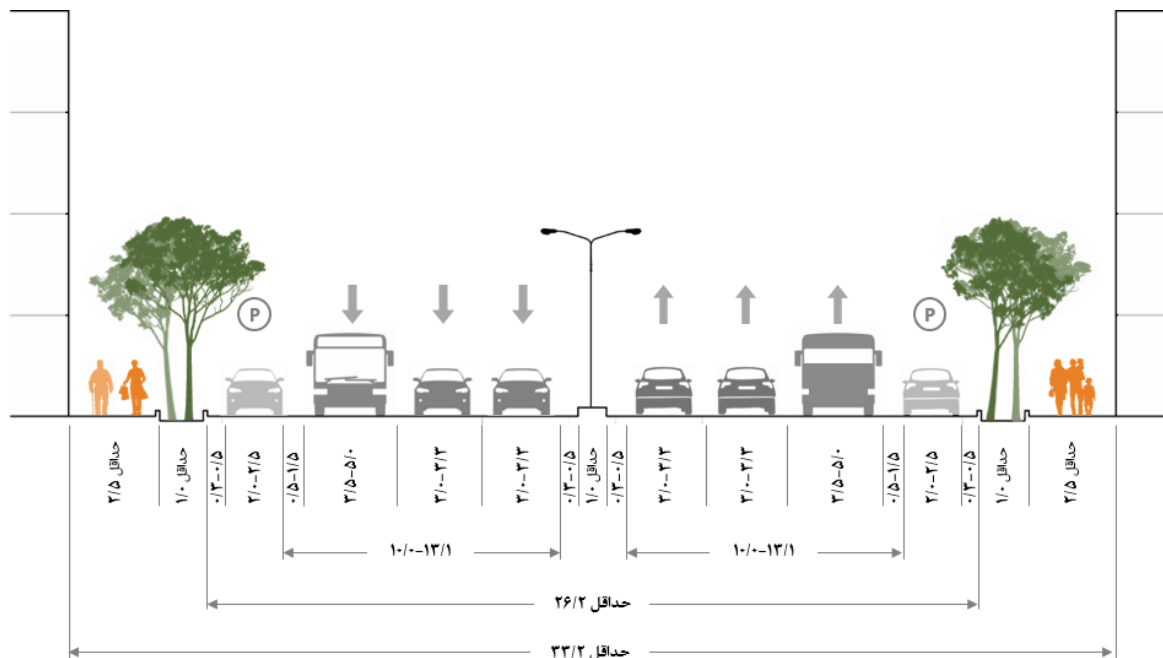 P
P
حداقل ۲/۵
حداقل ۱/۰
۰/۳-۰/۵
۲/۰-۲/۵
۰/۵-۱/۵
۳/۵-۵/۰
۳/۰-۳/۳
۳/۰-۳/۳
۰/۳-۰/۵
حداقل ۱/۰
۰/۳-۰/۵
۳/۰-۳/۳
۳/۰-۳/۳
۳/۵-۵/۰
۰/۵-۱/۵
۲/۰-۲/۵
۰/۳-۰/۵
حداقل ۱/۰
حداقل ۲/۵
۱۰/۰-۱۳/۱
۱۰/۰-۱۳/۱
حداقل ۲۶/۲
حداقل ۳۳/۲